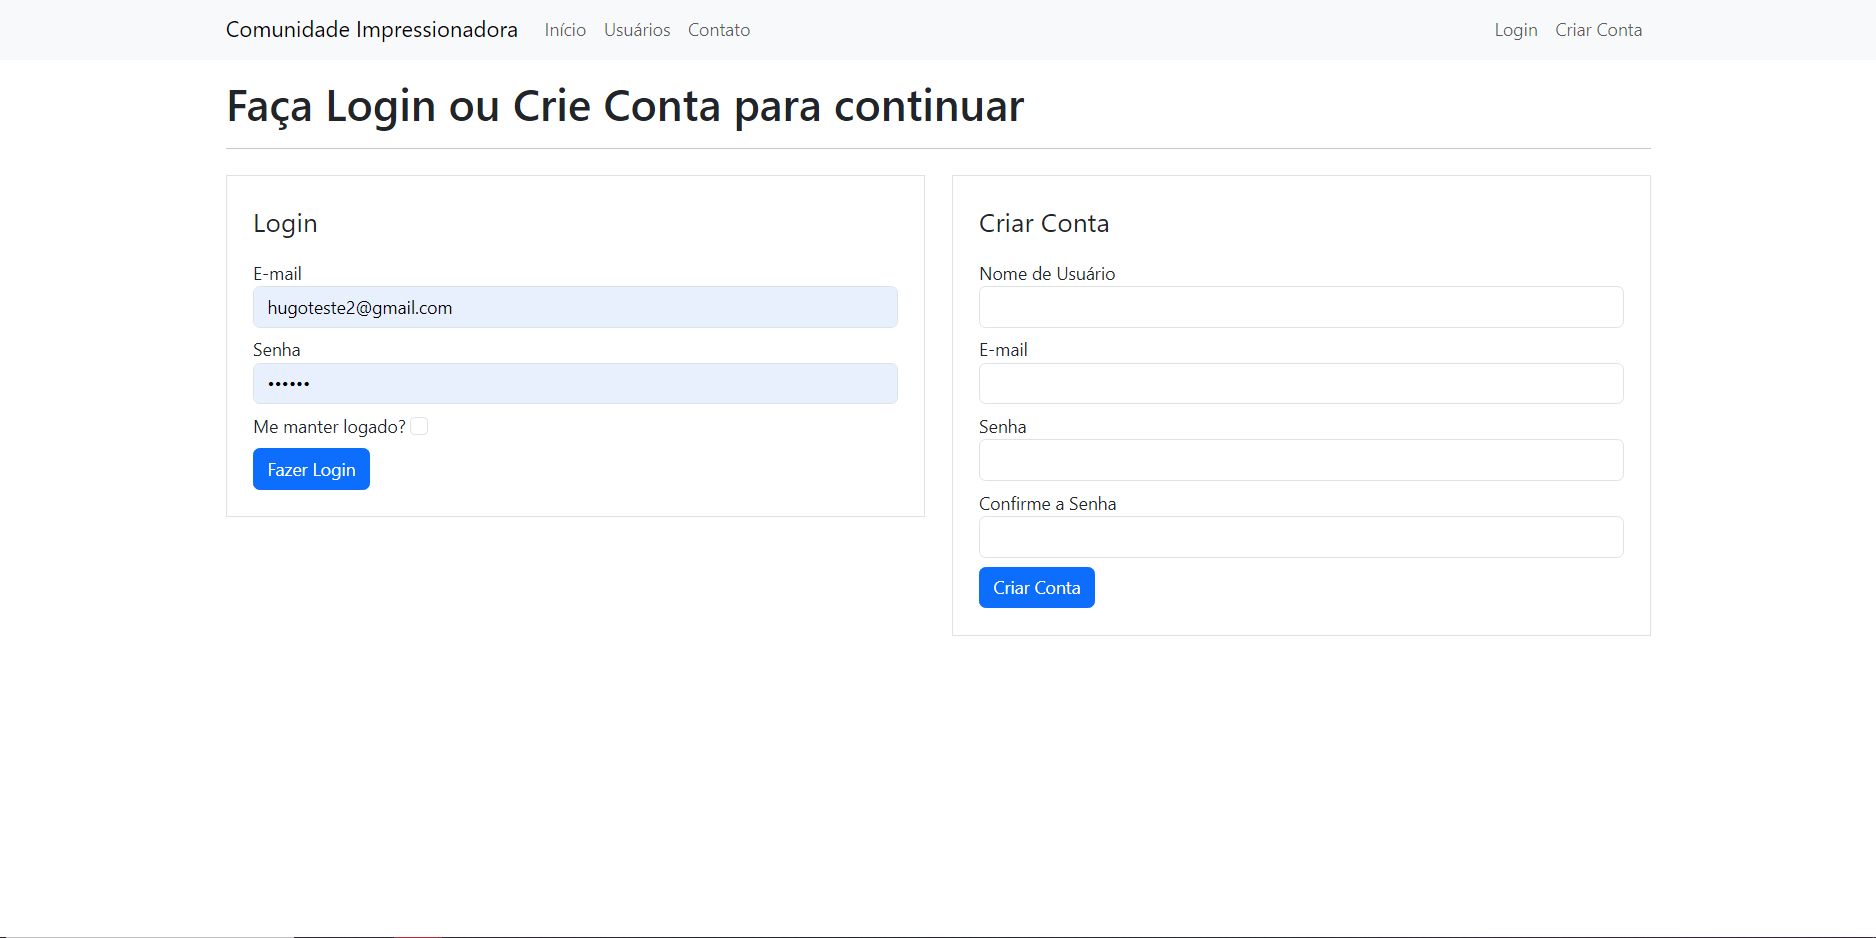 Comunidade Impressionadora Início Usuários Contato Login Criar Conta
Faça Login ou Crie Conta para continuar
Login
E-mail
hugoteste2@gmail.com
Senha
••••••
Me manter logado?
Fazer Login
Criar Conta
Nome de Usuário
E-mail
Senha
Confirme a Senha
Criar Conta